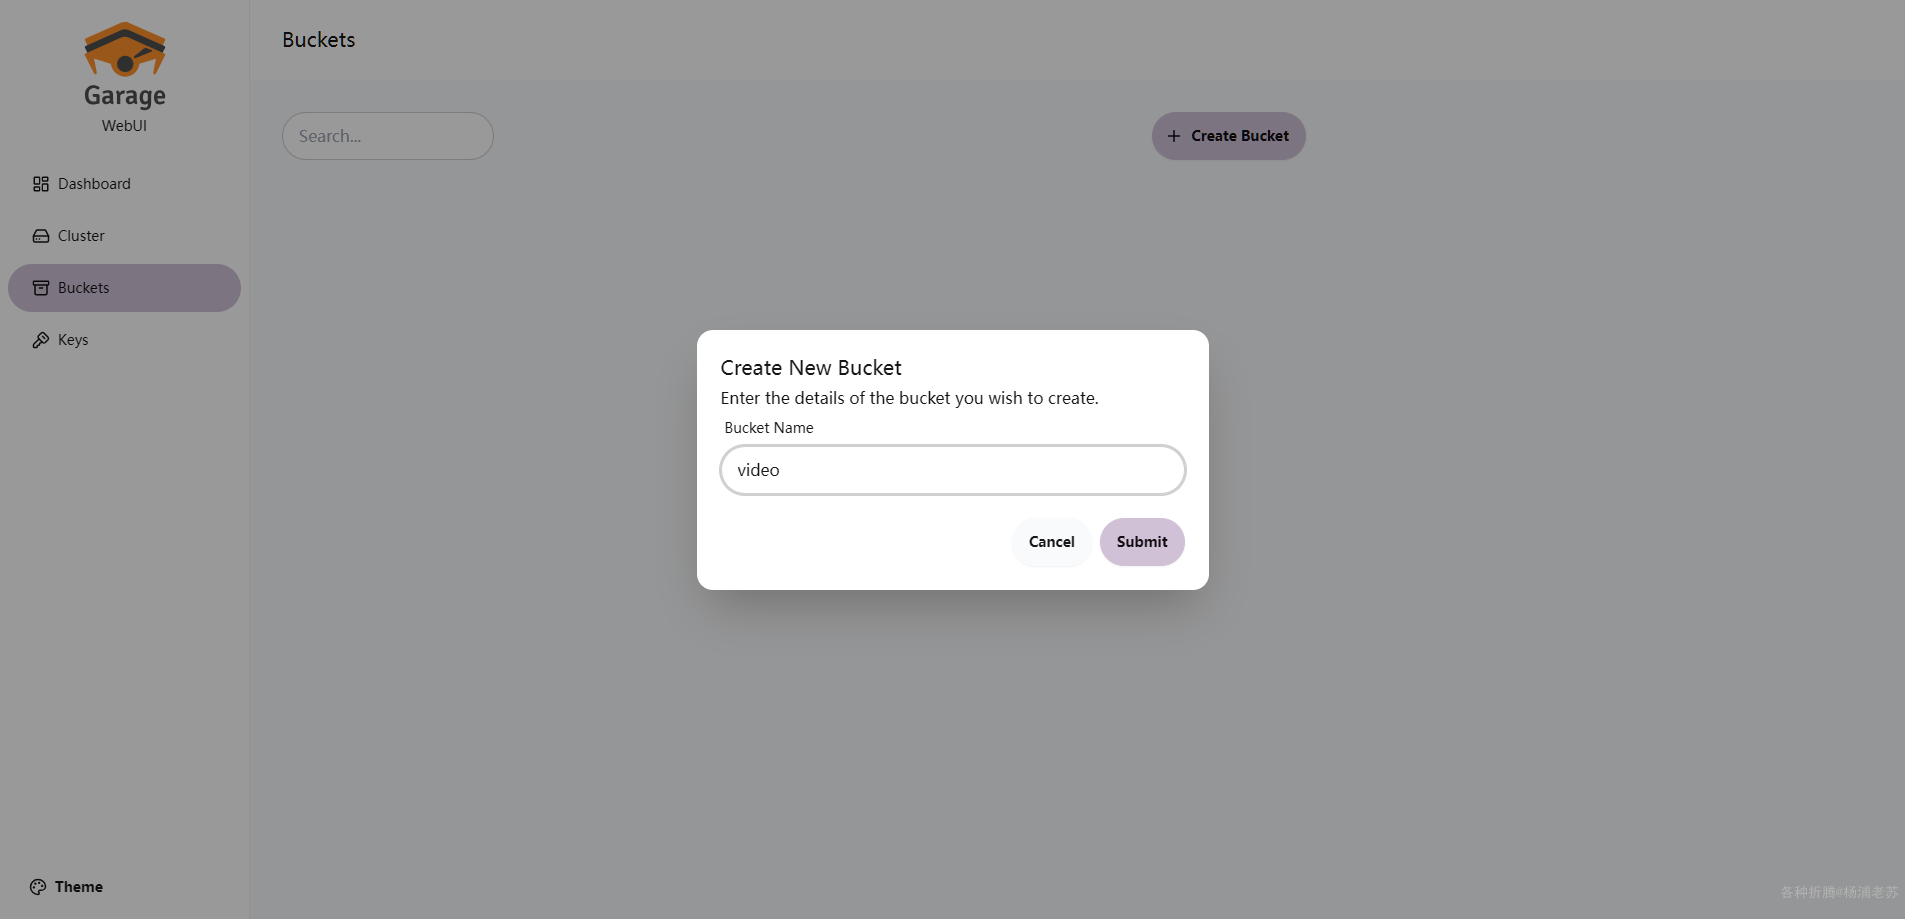 Garage
WebUI
Dashboard
Cluster
Buckets
Keys
Theme
Buckets
Search...
Create Bucket
Create New Bucket
Enter the details of the bucket you wish to create.
Bucket Name
video
Cancel
Submit
各种折腾@杨浦老苏